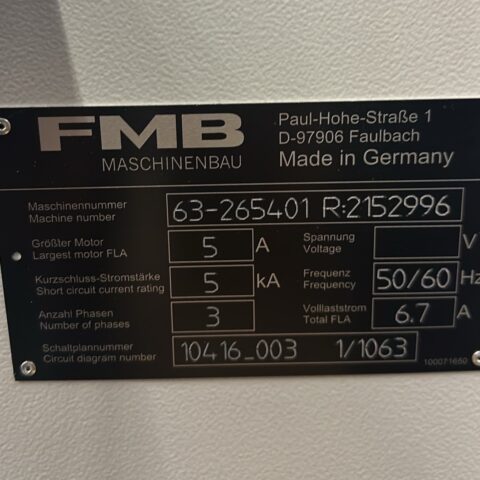 FMB
MASCHINENBAU
Paul-Hohe-Straße 1
D-97906 Faulbach
Made in Germany
Maschinennummer
Machine number
63-265401 R:2152996
Größter Motor
Largest motor FLA
5 A
Spannung
Voltage
V
Kurzschluss-Stromstärke
Short circuit current rating
5 kA
Frequenz
Frequency
50/60 Hz
Anzahl Phasen
Number of phases
3
Volllaststrom
Total FLA
6.7 A
Schaltplannummer
Circuit diagram number
10416_003 1/1063
100071650